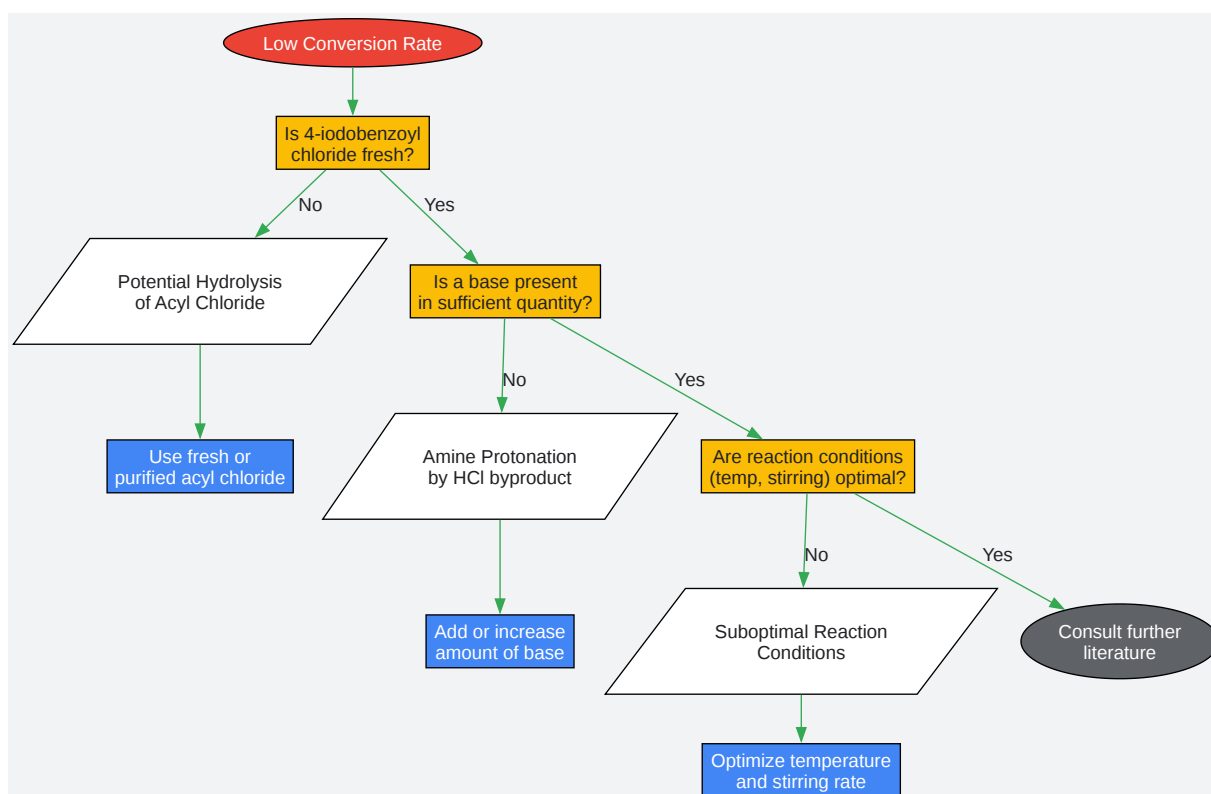 Low Conversion Rate
Is 4-iodobenzoyl
chloride fresh?
No
Yes
Potential Hydrolysis
of Acyl Chloride
Is a base present
in sufficient quantity?
No
Yes
Use fresh or
purified acyl chloride
Amine Protonation
by HCl byproduct
Are reaction conditions
(temp, stirring) optimal?
No
Yes
Add or increase
amount of base
Suboptimal Reaction
Conditions
Consult further
literature
Optimize temperature
and stirring rate